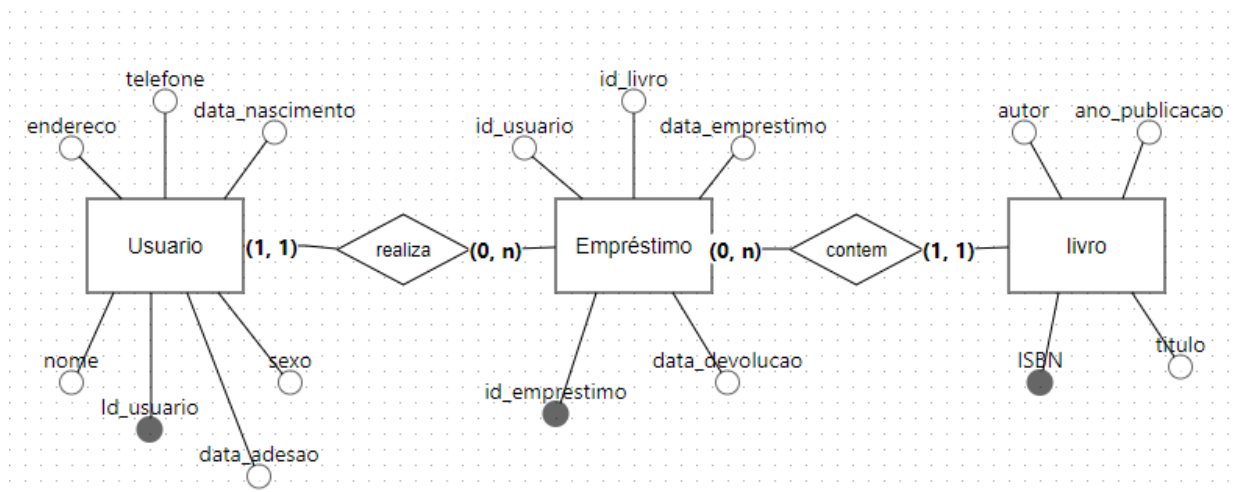 telefone
id_livro
data_nascimento
autor
ano_publicacao
endereco
id_usuario
data_emprestimo
Usuario
(1, 1)
realiza
(0, n)
Empréstimo
(0, n)
contem
(1, 1)
livro
nome
sexo
data_devolucao
ISBN
titulo
id_emprestimo
Id_usuario
data_adesao